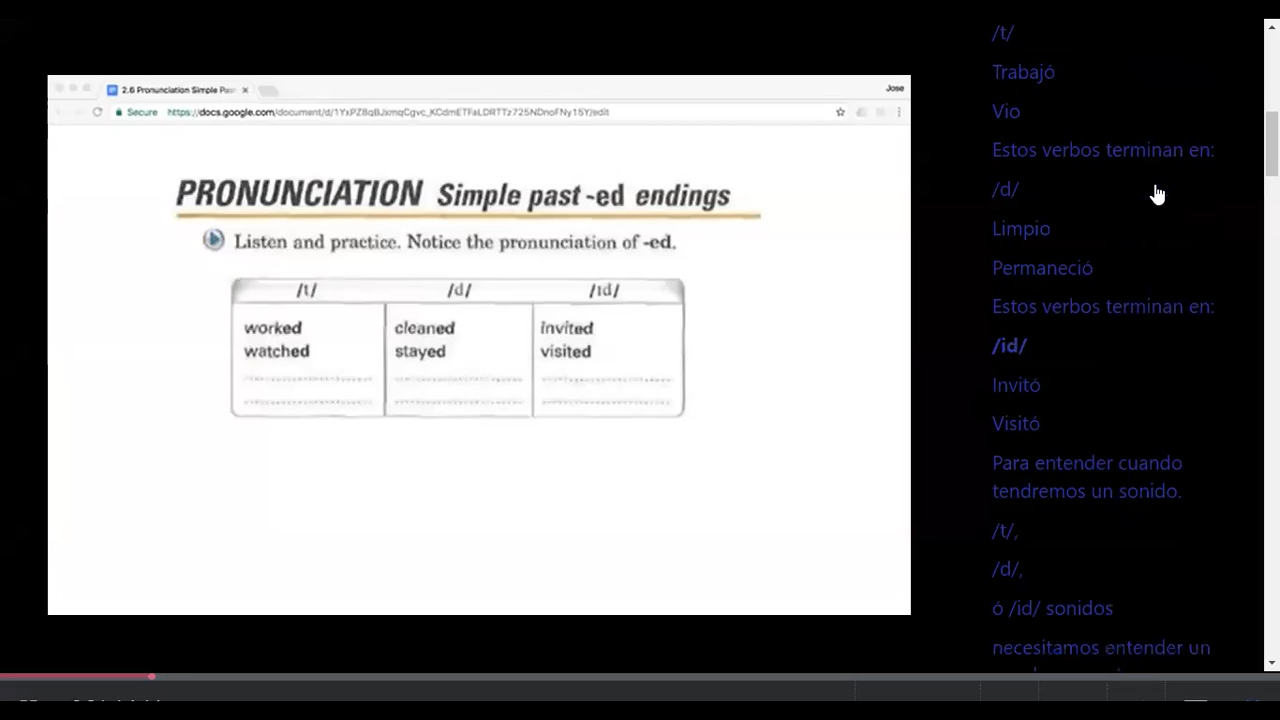 2.6 Pronunciation Simple Pas
Jose
Secure
PRONUNCIATION Simple past -ed endings
Listen and practice. Notice the pronunciation of -ed.
/t/ /d/ /ɪd/
worked cleaned invited
watched stayed visited
/t/
Trabajó
Vio
Estos verbos terminan en:
/d/
Limpio
Permaneció
Estos verbos terminan en:
/id/
Invitó
Visitó
Para entender cuando
tendremos un sonido.
/t/,
/d/,
ó /id/ sonidos
necesitamos entender un